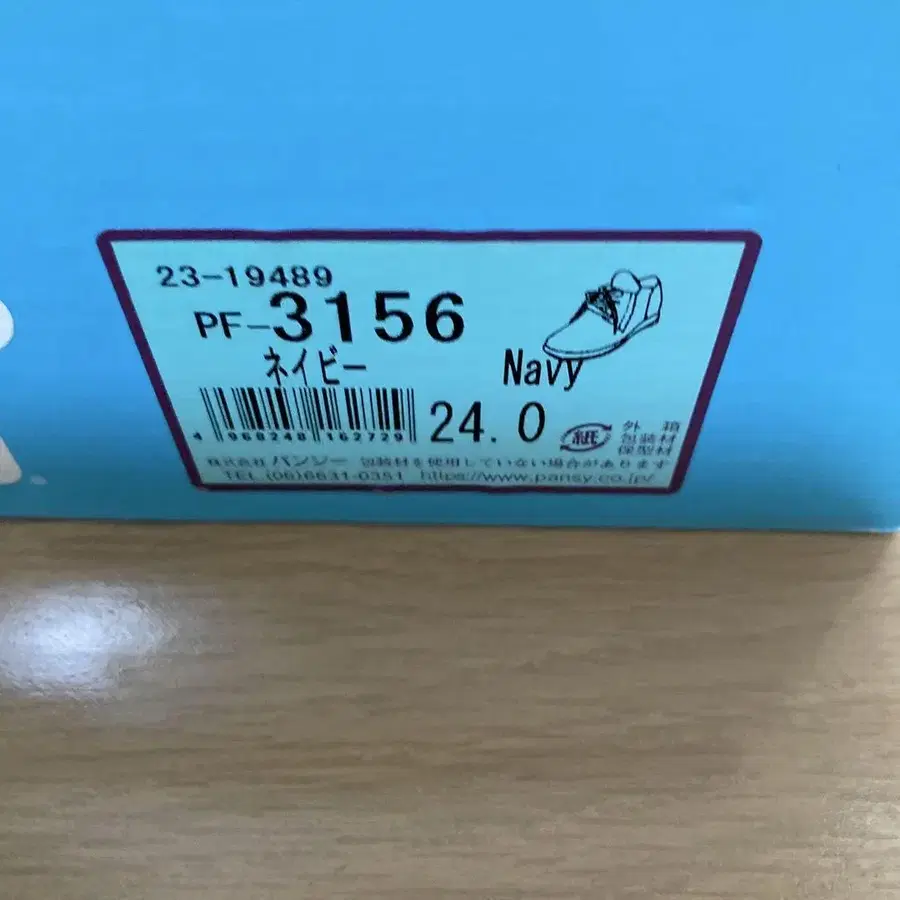 23-19489
PF-3156
ネイビー Navy
4 968248 162729
24.0
紙
外箱
包装材
保型材
株式会社 パンジー 包装材を使用していない場合があります
TEL (06)6631-0351 https://www.pansy.co.jp/